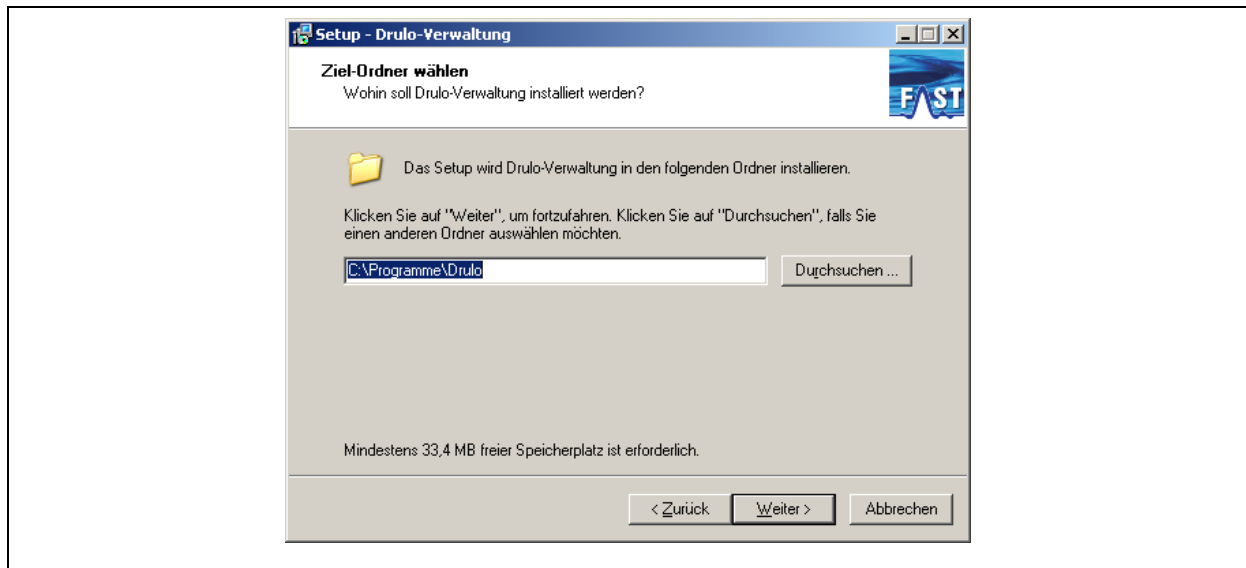 Setup - Drulo-Verwaltung
Ziel-Ordner wählen
Wohin soll Drulo-Verwaltung installiert werden?
FAST
Das Setup wird Drulo-Verwaltung in den folgenden Ordner installieren.
Klicken Sie auf "Weiter", um fortzufahren. Klicken Sie auf "Durchsuchen", falls Sie
einen anderen Ordner auswählen möchten.
C:\Programme\Drulo
Durchsuchen ...
Mindestens 33,4 MB freier Speicherplatz ist erforderlich.
< Zurück
Weiter >
Abbrechen